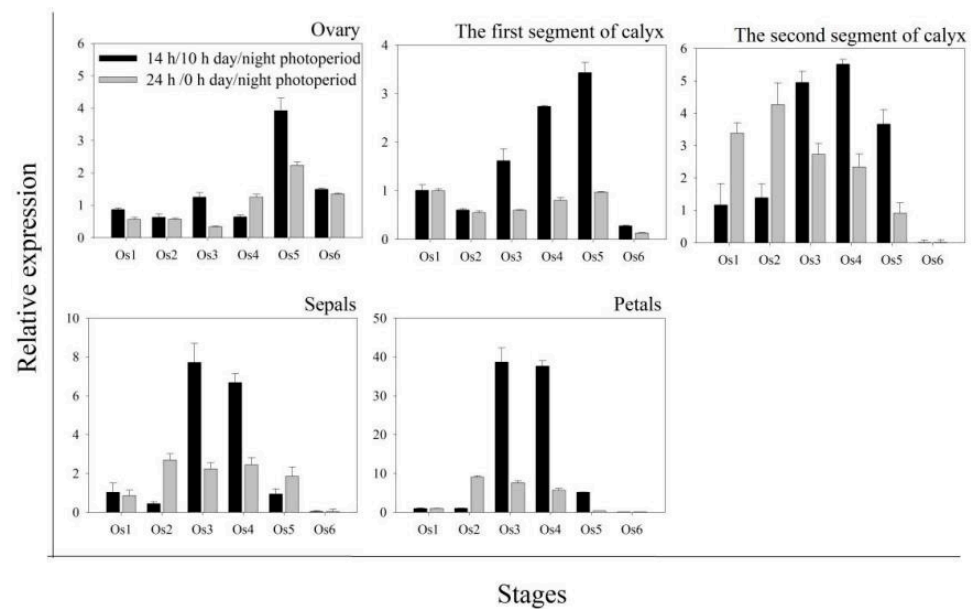 Ovary
The first segment of calyx
The second segment of calyx
14 h/10 h day/night photoperiod
24 h /0 h day/night photoperiod
6
5
4
3
2
1
0
Os1 Os2 Os3 Os4 Os5 Os6
4
3
2
1
0
Os1 Os2 Os3 Os4 Os5 Os6
6
5
4
3
2
1
0
Os1 Os2 Os3 Os4 Os5 Os6
Relative expression
Sepals
Petals
10
8
6
4
2
0
Os1 Os2 Os3 Os4 Os5 Os6
50
40
30
20
10
0
Os1 Os2 Os3 Os4 Os5 Os6
Stages